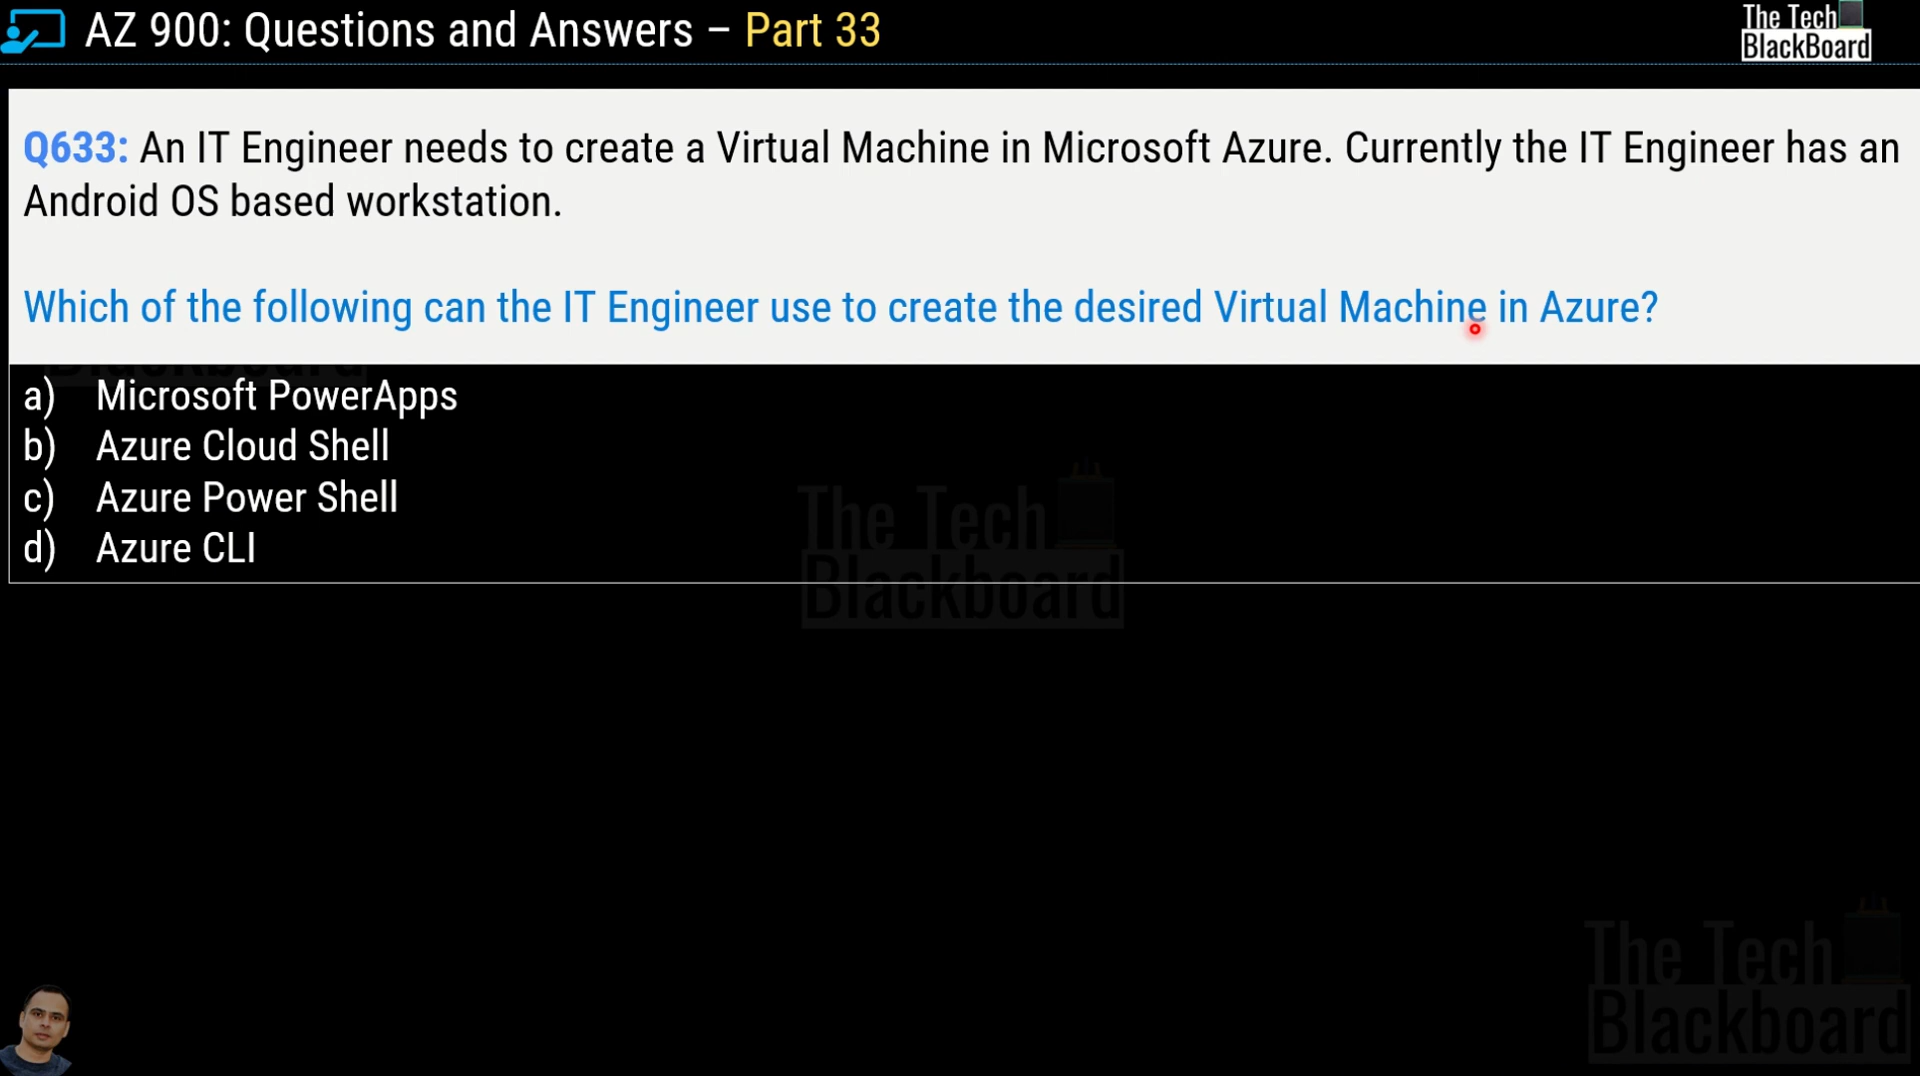 AZ 900: Questions and Answers – Part 33
The Tech
BlackBoard
Q633: An IT Engineer needs to create a Virtual Machine in Microsoft Azure. Currently the IT Engineer has an
Android OS based workstation.
Which of the following can the IT Engineer use to create the desired Virtual Machine in Azure?
a) Microsoft PowerApps
b) Azure Cloud Shell
c) Azure Power Shell
d) Azure CLI
The Tech
Blackboard
The Tech
Blackboard